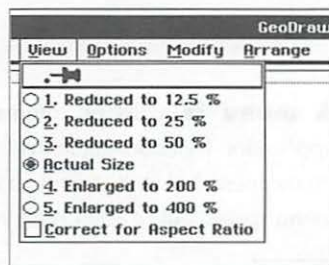 GeoDraw
View Options Modify Arrange
1. Reduced to 12.5 %
2. Reduced to 25 %
3. Reduced to 50 %
Actual Size
4. Enlarged to 200 %
5. Enlarged to 400 %
Correct for Aspect Ratio